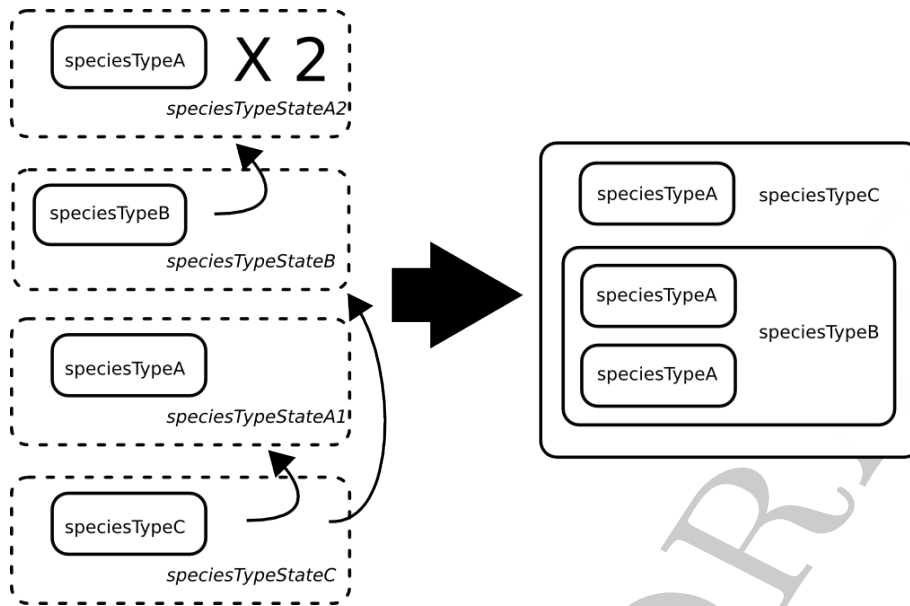 speciesTypeA
X 2
speciesTypeStateA2
speciesTypeB
speciesTypeStateB
speciesTypeA
speciesTypeStateA1
speciesTypeC
speciesTypeStateC
speciesTypeA
speciesTypeC
speciesTypeA
speciesTypeB
speciesTypeA